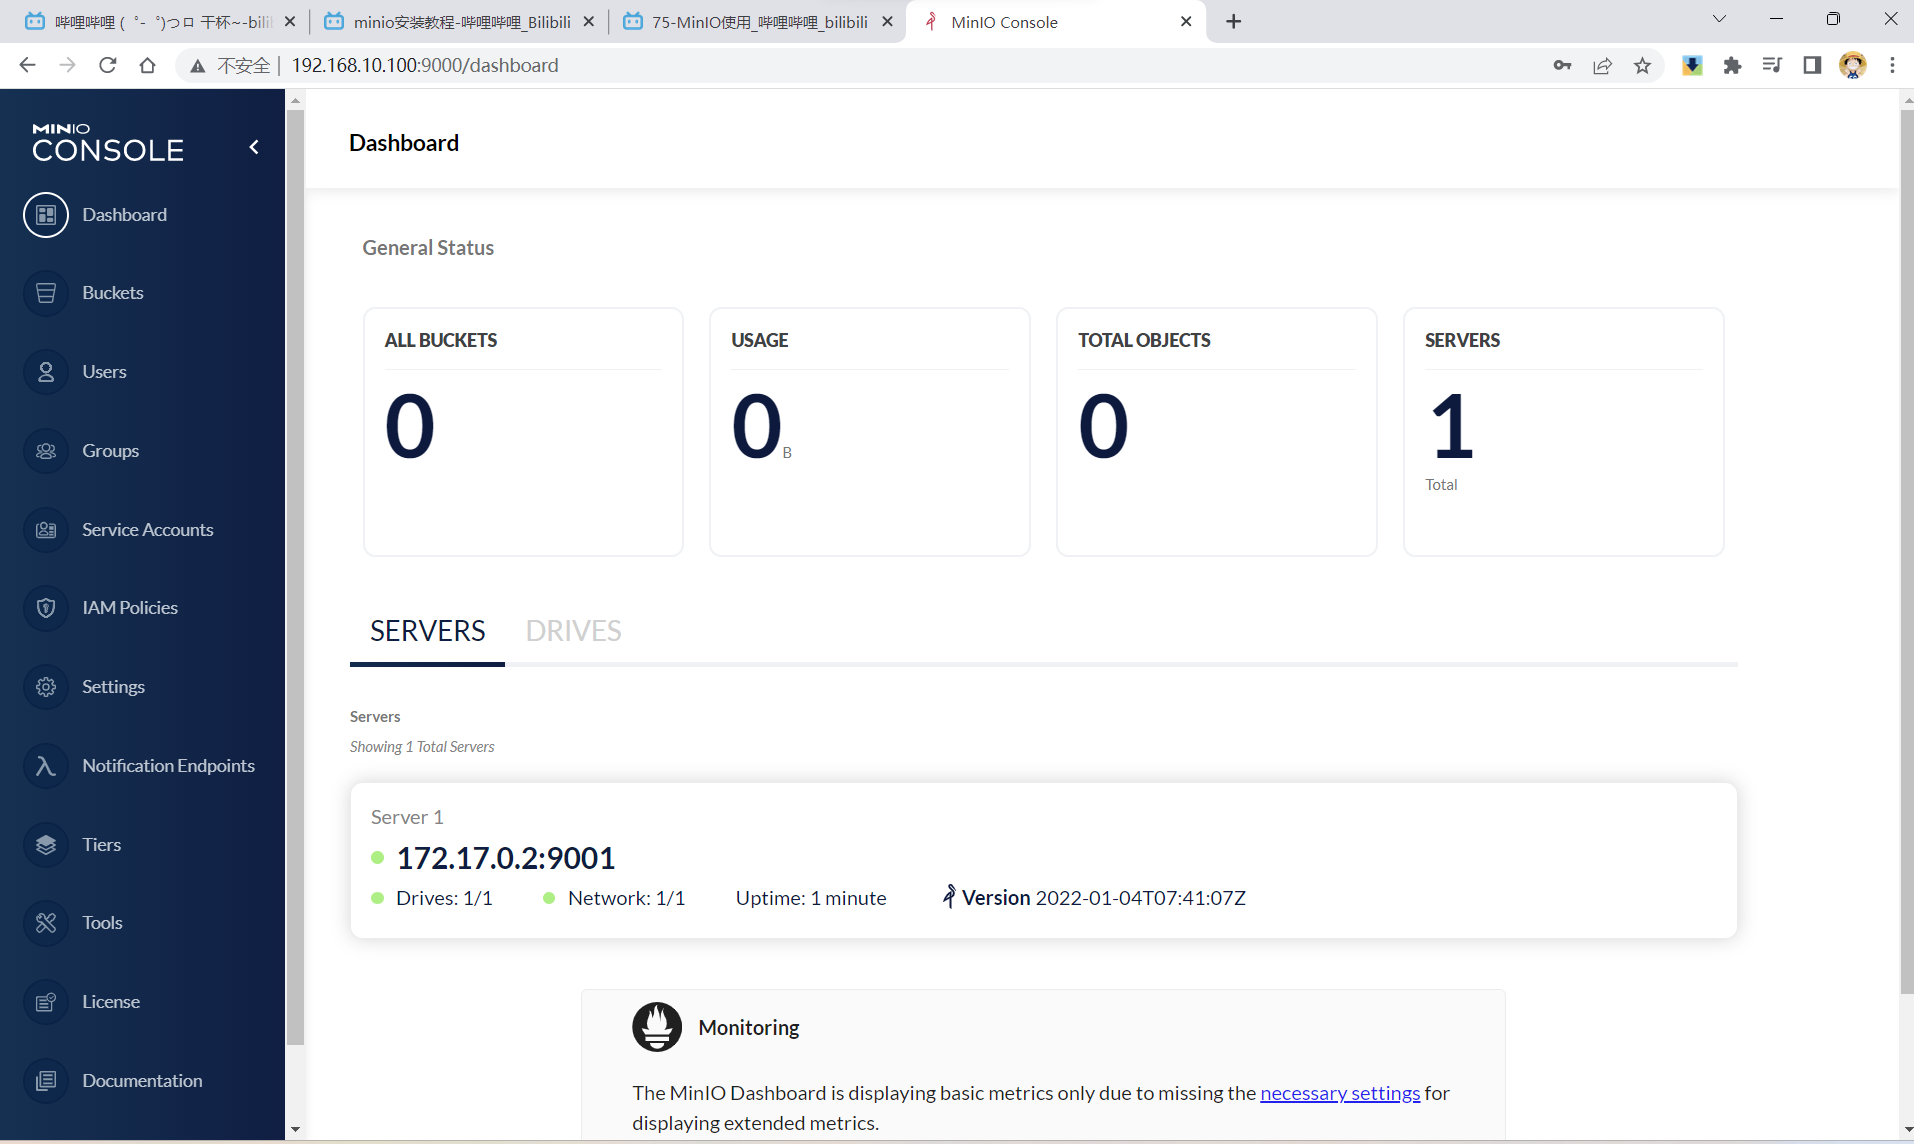 哔哩哔哩 ( ゜- ゜)つロ 干杯~-bili
minio安装教程-哔哩哔哩_Bilibili
75-MinIO使用_哔哩哔哩_bilibili
MinIO Console
不安全
192.168.10.100:9000/dashboard
MINIO
CONSOLE
Dashboard
Buckets
Users
Groups
Service Accounts
IAM Policies
Settings
Notification Endpoints
Tiers
Tools
License
Documentation
Dashboard
General Status
ALL BUCKETS
0
USAGE
0 B
TOTAL OBJECTS
0
SERVERS
1
Total
SERVERS DRIVES
Servers
Showing 1 Total Servers
Server 1
172.17.0.2:9001
Drives: 1/1 Network: 1/1 Uptime: 1 minute Version 2022-01-04T07:41:07Z
Monitoring
The MinIO Dashboard is displaying basic metrics only due to missing the necessary settings for
displaying extended metrics.